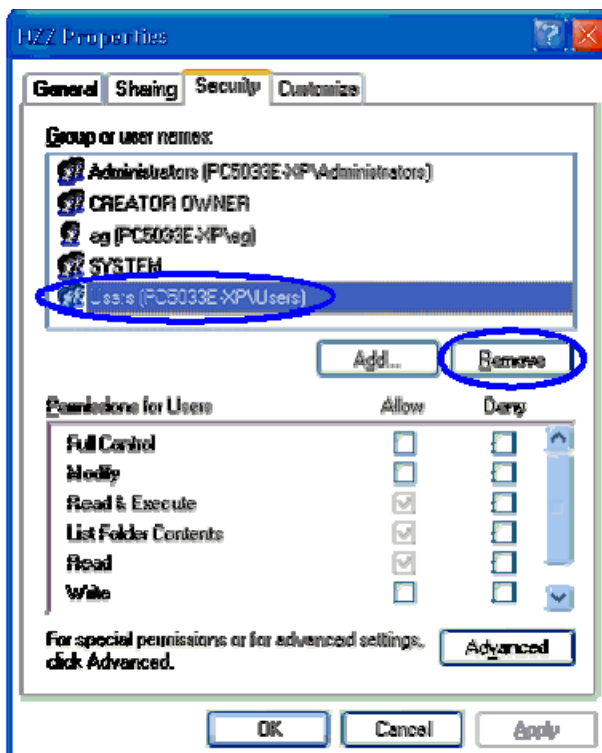 HZZ Properties
General Sharing Security Customize
Group or user names:
Administrators (PC5033E-XP\Administrators)
CREATOR OWNER
eg (PC5033E-XP\eg)
SYSTEM
Users (PC5033E-XP\Users)
Add... Remove
Permissions for Users Allow Deny
Full Control
Modify
Read & Execute
List Folder Contents
Read
Write
For special permissions or for advanced settings,
click Advanced.
Advanced
OK Cancel Apply